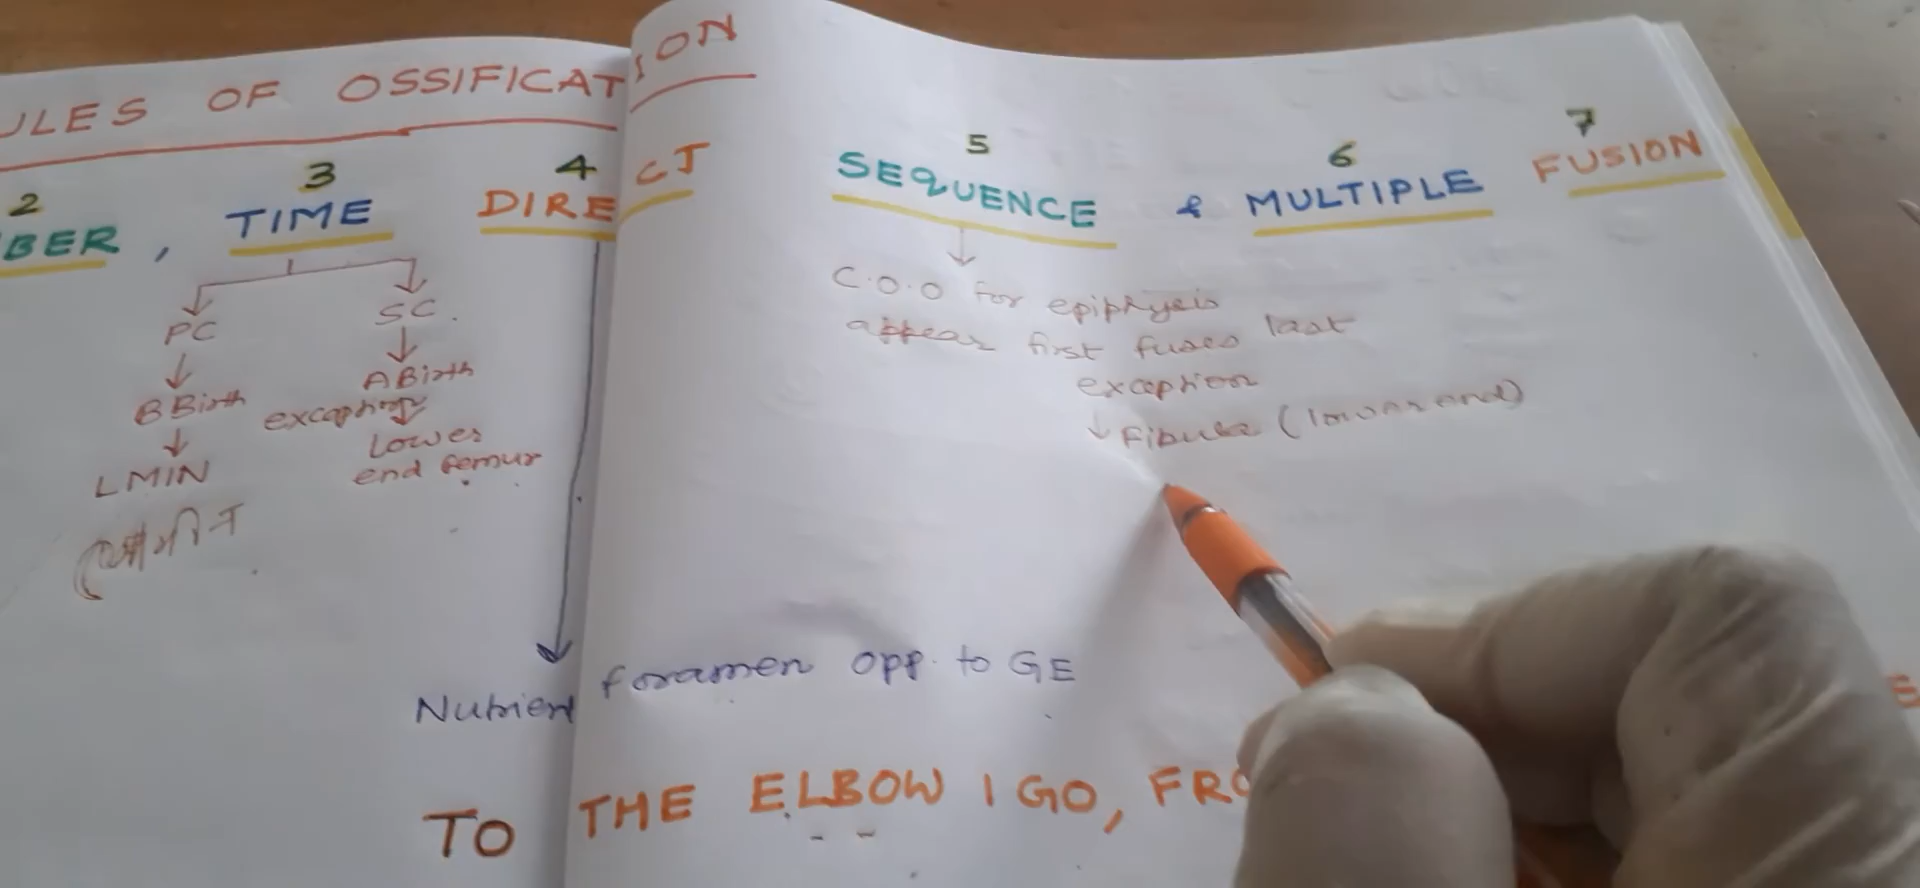 ULES OF OSSIFICATION
2 3 4 5 6 7
BER, TIME DIRECT SEQUENCE & MULTIPLE FUSION
PC SC.
B Birth
A Birth
exception
LMIN
Lower
end femur
C.O.O for epiphysis
appear first fuses last
exception
Fibula (lower end)
Nutrient foramen opp. to GE
TO THE ELBOW I GO, FRO